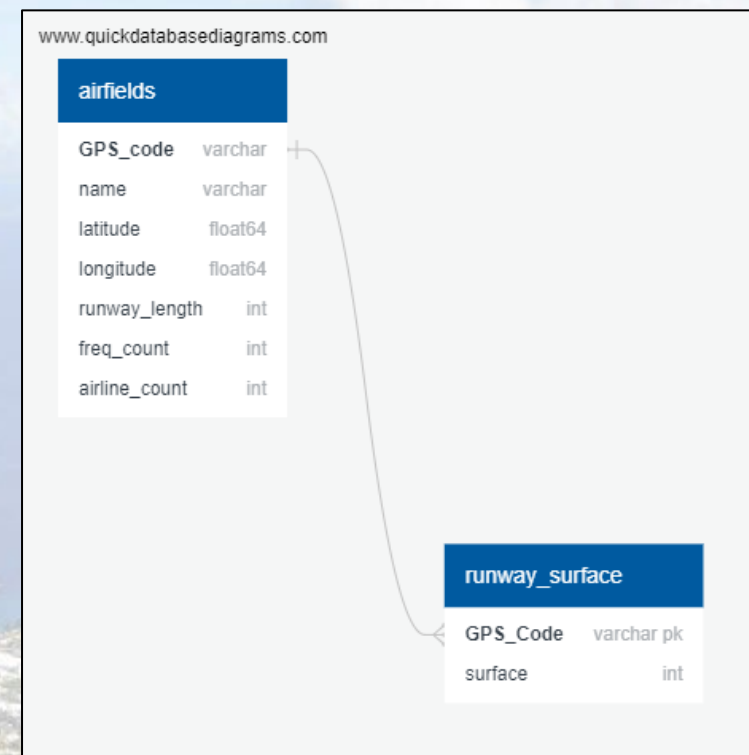 www.quickdatabasediagrams.com
airfields
GPS_code varchar
name varchar
latitude float64
longitude float64
runway_length int
freq_count int
airline_count int
runway_surface
GPS_Code varchar pk
surface int